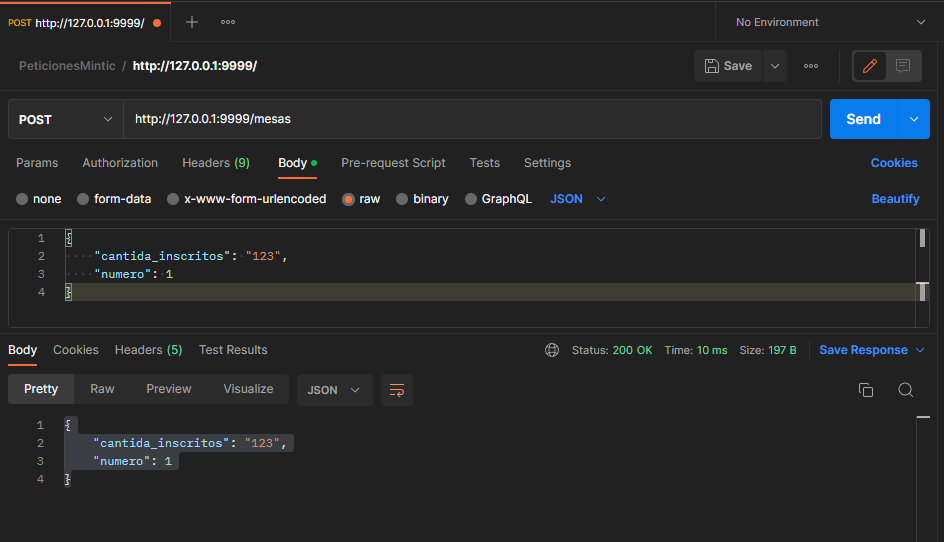 POST http://127.0.0.1:9999/
No Environment
PeticionesMintic / http://127.0.0.1:9999/
Save
POST http://127.0.0.1:9999/mesas Send
Params Authorization Headers (9) Body Pre-request Script Tests Settings Cookies
none form-data x-www-form-urlencoded raw binary GraphQL JSON Beautify
1 {
2 "cantida_inscritos": "123",
3 "numero": 1
4 }
Body Cookies Headers (5) Test Results Status: 200 OK Time: 10 ms Size: 197 B Save Response
Pretty Raw Preview Visualize JSON
1 {
2 "cantida_inscritos": "123",
3 "numero": 1
4 }